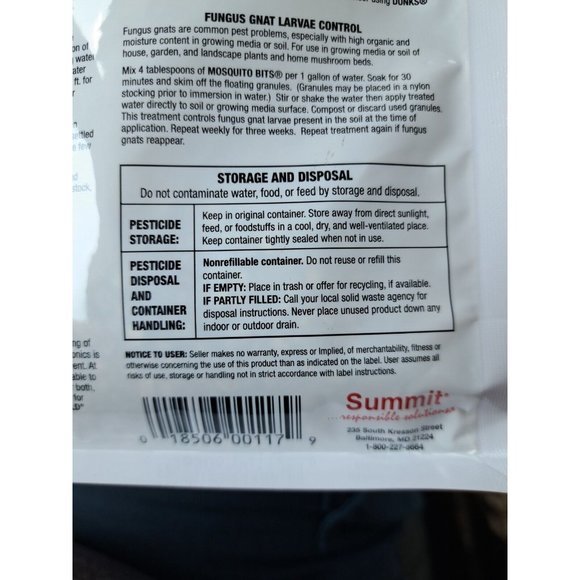 using DUNKS®
FUNGUS GNAT LARVAE CONTROL
Fungus gnats are common pest problems, especially with high organic and
moisture content in growing media or soil. For use in growing media or soil of
house, garden, and landscape plants and home mushroom beds.
Mix 4 tablespoons of MOSQUITO BITS® per 1 gallon of water. Soak for 30
minutes and skim off the floating granules. (Granules may be placed in a nylon
stocking prior to immersion in water.) Stir or shake the water then apply treated
water directly to soil or growing media surface. Compost or discard used granules.
This treatment controls fungus gnat larvae present in the soil at the time of
application. Repeat weekly for three weeks. Repeat treatment again if fungus
gnats reappear.
STORAGE AND DISPOSAL
Do not contaminate water, food, or feed by storage and disposal.
PESTICIDE
STORAGE:
Keep in original container. Store away from direct sunlight,
feed, or foodstuffs in a cool, dry, and well-ventilated place.
Keep container tightly sealed when not in use.
PESTICIDE
DISPOSAL
AND
CONTAINER
HANDLING:
Nonrefillable container. Do not reuse or refill this
container.
IF EMPTY: Place in trash or offer for recycling, if available.
IF PARTLY FILLED: Call your local solid waste agency for
disposal instructions. Never place unused product down any
indoor or outdoor drain.
NOTICE TO USER: Seller makes no warranty, express or implied, of merchantability, fitness or
otherwise concerning the use of this product than as indicated on the label. User assumes all
risks of use, storage or handling not in strict accordance with label instructions.
0 18506 00117 9
Summit®
...responsible solutions®
235 South Kresson Street
Baltimore, MD 21224
1-800-227-8664